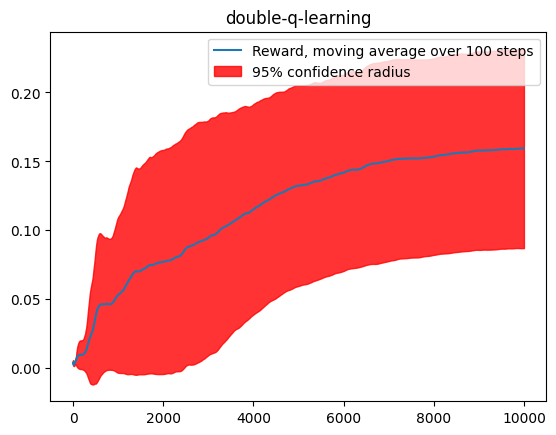 double-q-learning
Reward, moving average over 100 steps
95% confidence radius
0.20
0.15
0.10
0.05
0.00
0 2000 4000 6000 8000 10000